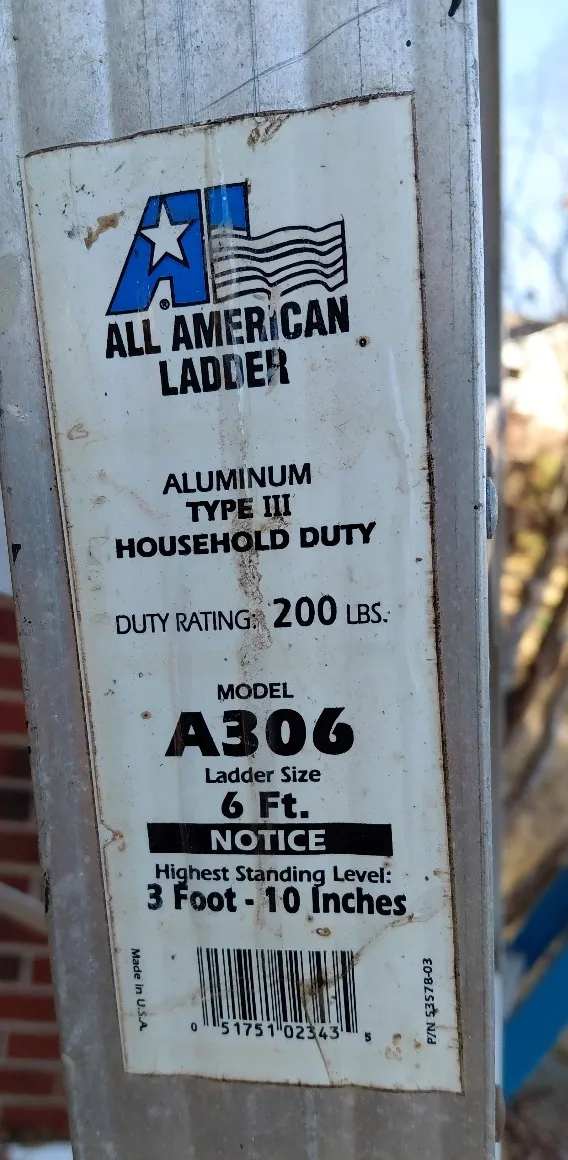 ®
ALL AMERICAN
LADDER
ALUMINUM
TYPE III
HOUSEHOLD DUTY
DUTY RATING: 200 LBS.
MODEL
A306
Ladder Size
6 Ft.
NOTICE
Highest Standing Level:
3 Foot - 10 Inches
Made in U.S.A.
0 51751 02343 5
P/N 53578-03